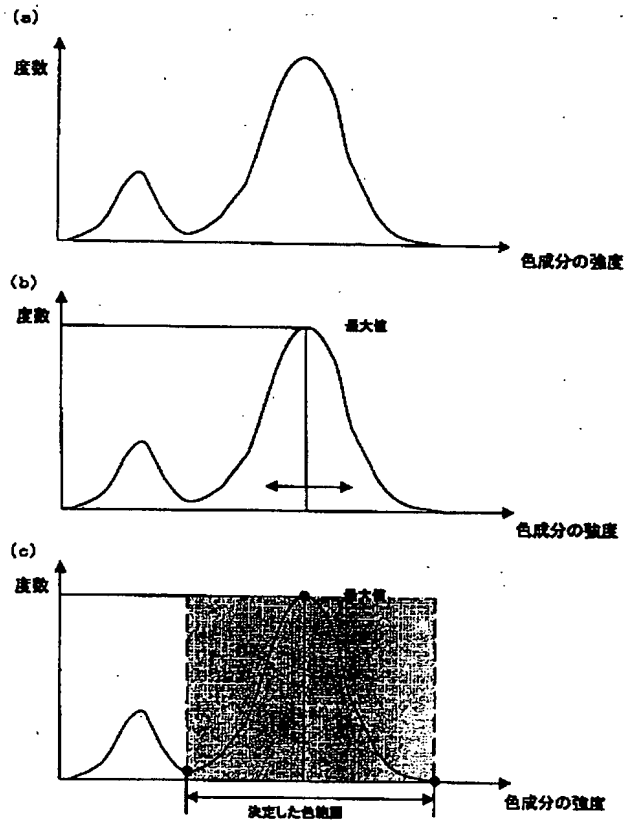 (a)
度数
色成分の強度
(b)
度数
最大値
色成分の強度
(c)
度数
最大値
色成分の強度
決定した色範囲